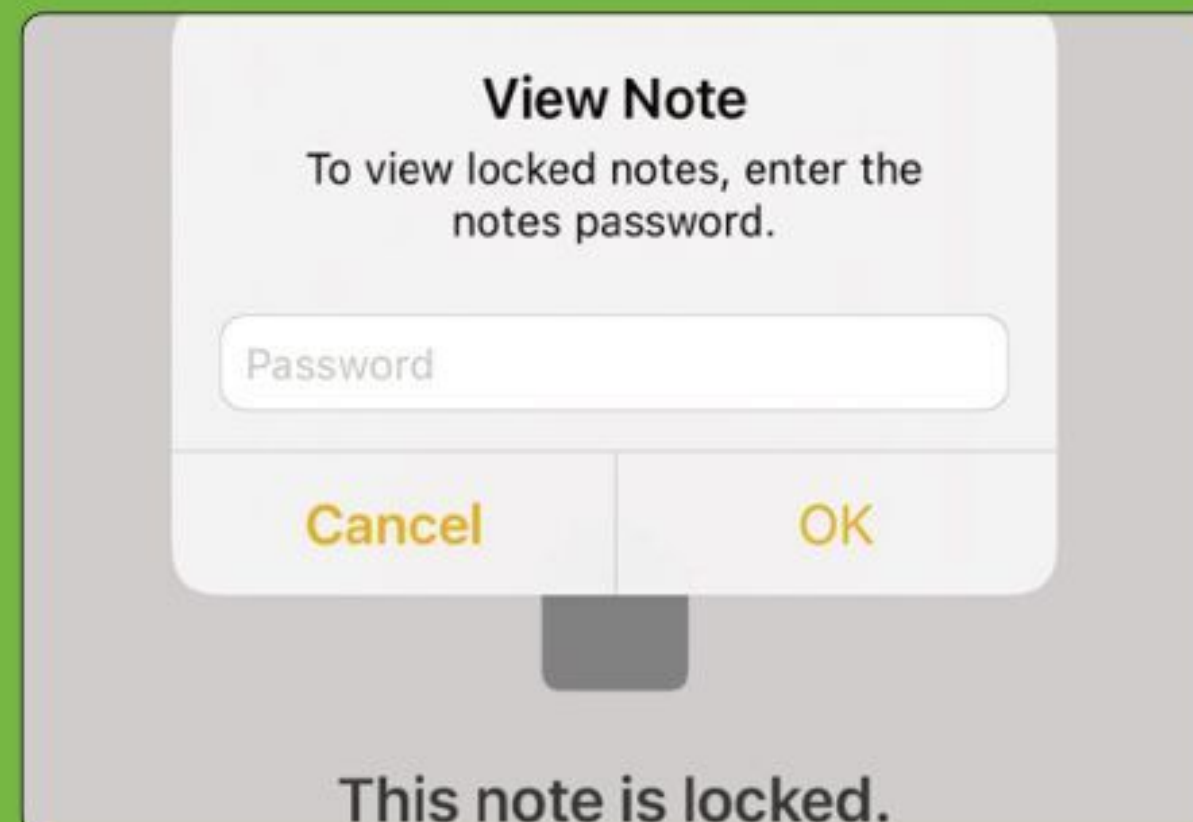 View Note
To view locked notes, enter the
notes password.
Password
Cancel OK
This note is locked.